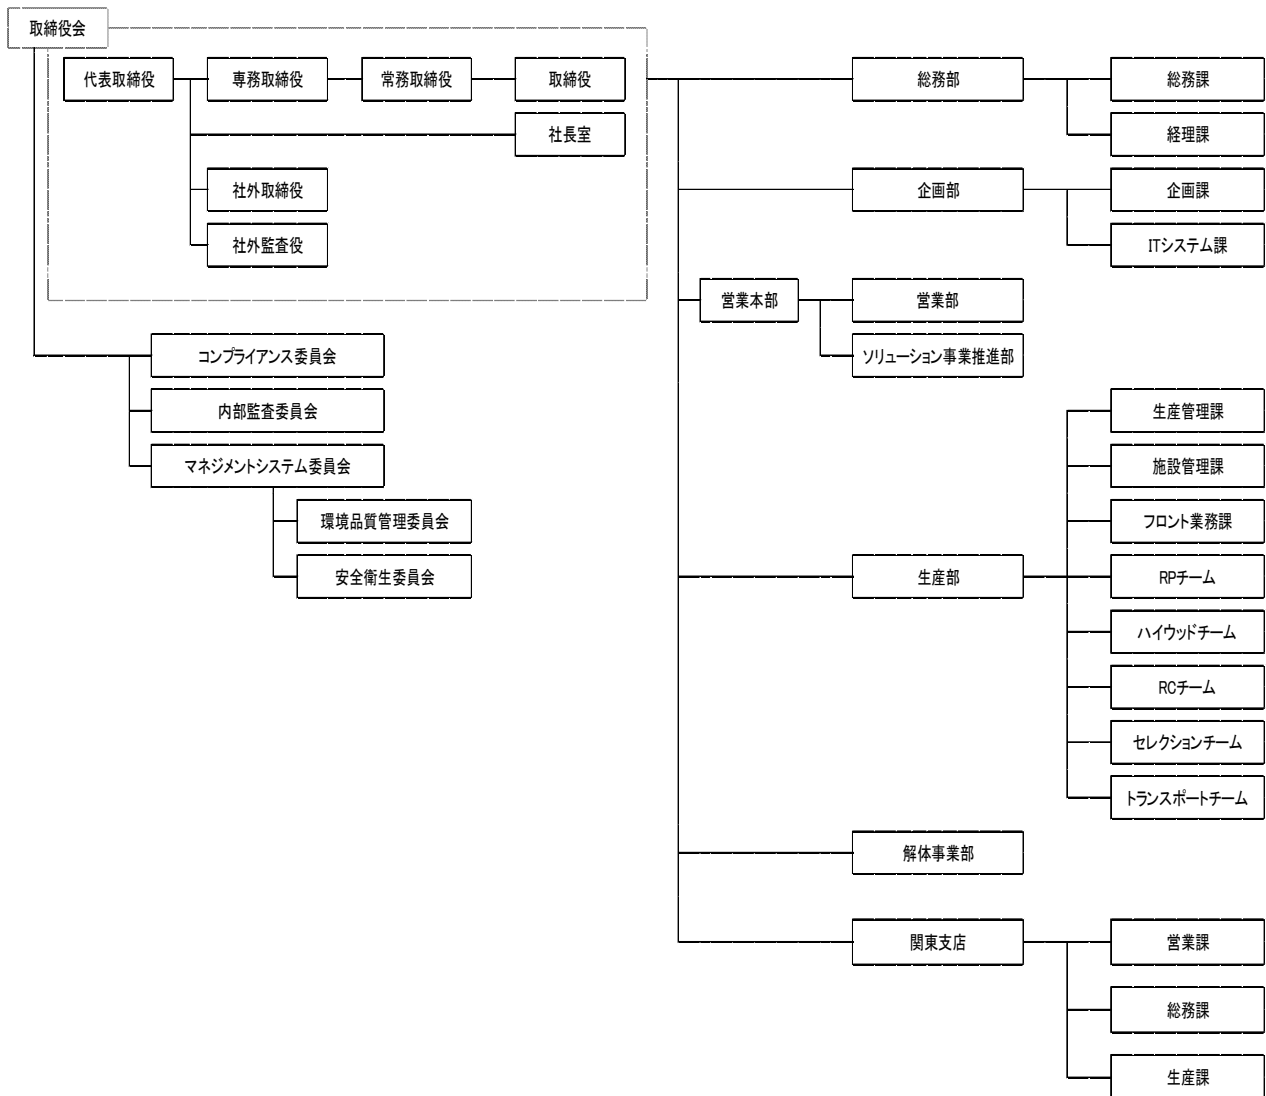 取締役会
代表取締役
専務取締役
常務取締役
取締役
社長室
社外取締役
社外監査役
コンプライアンス委員会
内部監査委員会
マネジメントシステム委員会
環境品質管理委員会
安全衛生委員会
総務部
総務課
経理課
企画部
企画課
ITシステム課
営業本部
営業部
ソリューション事業推進部
生産部
生産管理課
施設管理課
フロント業務課
RPチーム
ハイウッドチーム
RCチーム
セレクションチーム
トランスポートチーム
解体事業部
関東支店
営業課
総務課
生産課